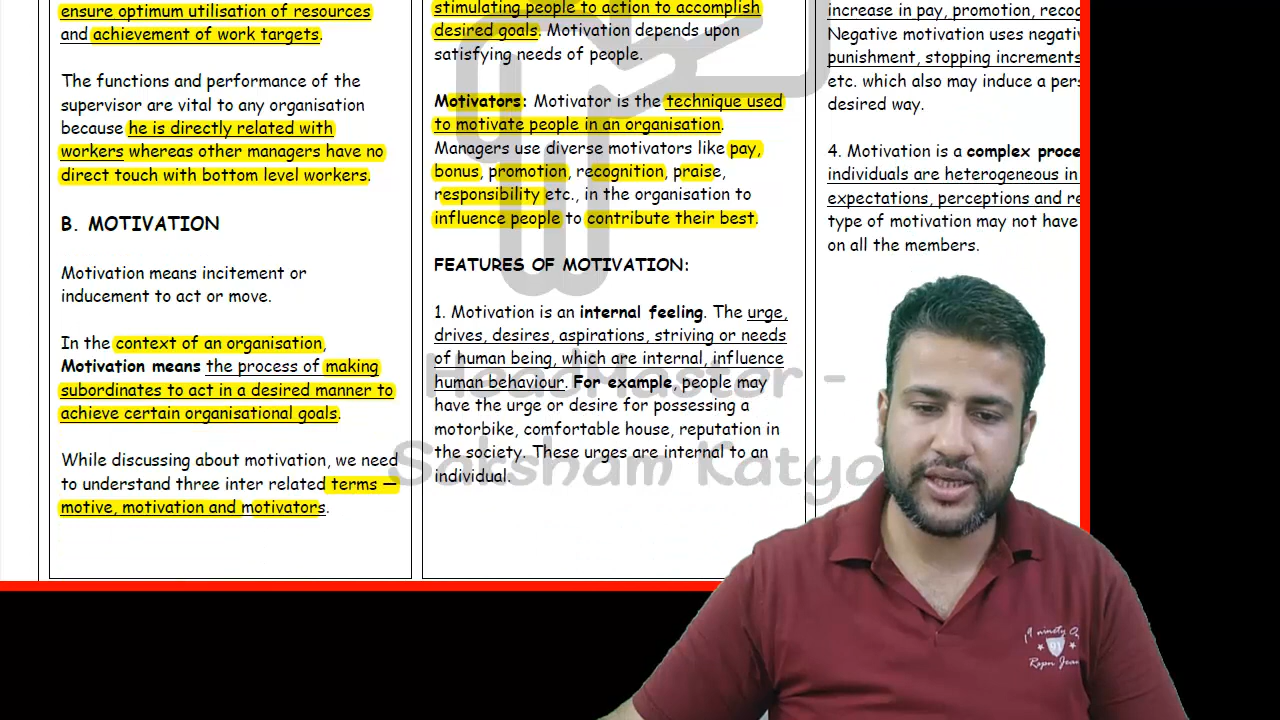 ensure optimum utilisation of resources
and achievement of work targets.
The functions and performance of the
supervisor are vital to any organisation
because he is directly related with
workers whereas other managers have no
direct touch with bottom level workers.
B. MOTIVATION
Motivation means incitement or
inducement to act or move.
In the context of an organisation,
Motivation means the process of making
subordinates to act in a desired manner to
achieve certain organisational goals.
While discussing about motivation, we need
to understand three inter related terms —
motive, motivation and motivators.
stimulating people to action to accomplish
desired goals. Motivation depends upon
satisfying needs of people.
Motivators: Motivator is the technique used
to motivate people in an organisation.
Managers use diverse motivators like pay,
bonus, promotion, recognition, praise,
responsibility etc., in the organisation to
influence people to contribute their best.
FEATURES OF MOTIVATION:
1. Motivation is an internal feeling. The urge,
drives, desires, aspirations, striving or needs
of human being, which are internal, influence
human behaviour. For example, people may
have the urge or desire for possessing a
motorbike, comfortable house, reputation in
the society. These urges are internal to an
individual.
increase in pay, promotion, recog
Negative motivation uses negati
punishment, stopping increments
etc. which also may induce a per
desired way.
4. Motivation is a complex proce
individuals are heterogeneous in
expectations, perceptions and re
type of motivation may not have
on all the members.
HeadMaster -
Saksham Katya